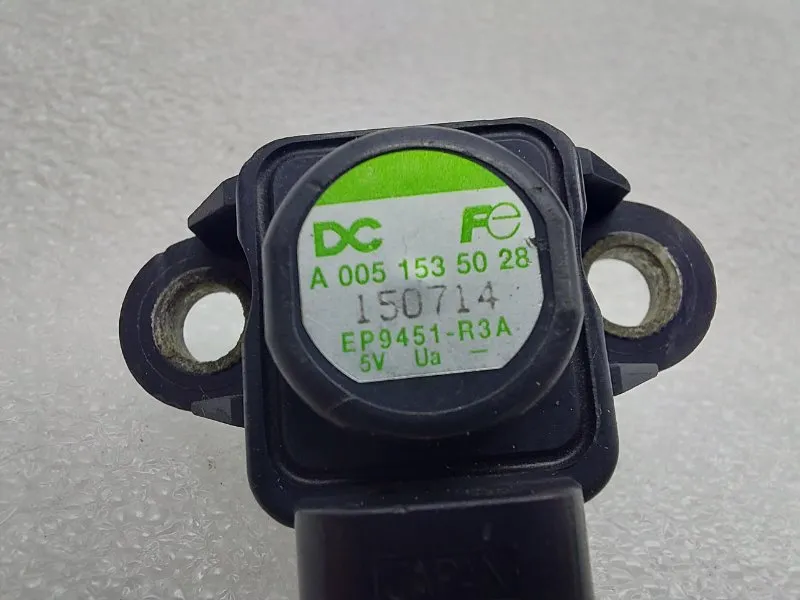 DC Fe
A 005 153 50 28
150714
EP9451-R3A
5V Ua —